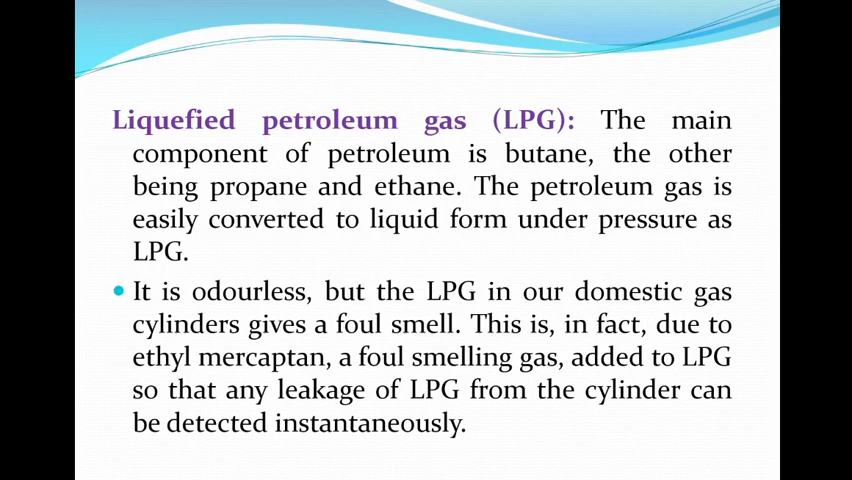 Liquefied petroleum gas (LPG): The main
component of petroleum is butane, the other
being propane and ethane. The petroleum gas is
easily converted to liquid form under pressure as
LPG.
• It is odourless, but the LPG in our domestic gas
cylinders gives a foul smell. This is, in fact, due to
ethyl mercaptan, a foul smelling gas, added to LPG
so that any leakage of LPG from the cylinder can
be detected instantaneously.